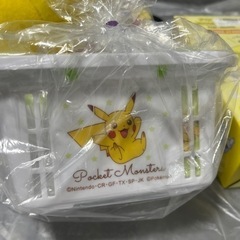 Pocket Monsters
©Nintendo・CR・GF・TX・SP・JK ©Pokémon